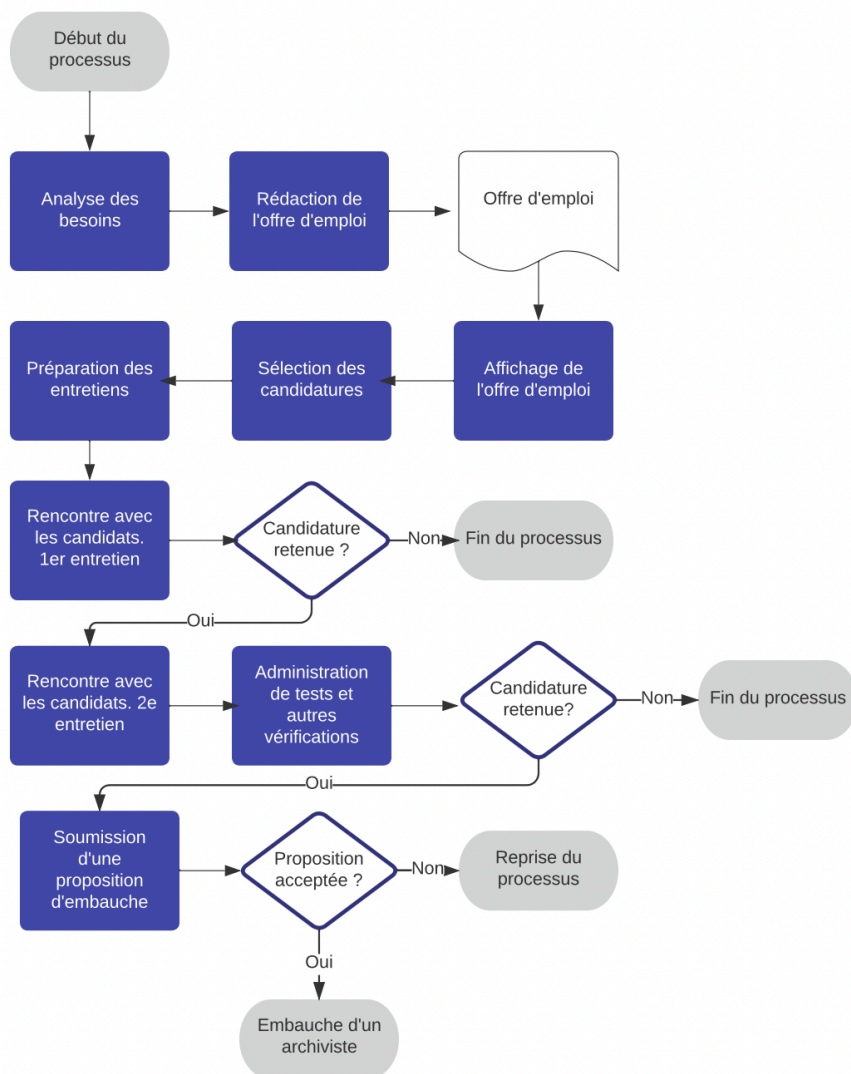 Début du
processus
Analyse des
besoins
Rédaction de
l'offre d'emploi
Offre d'emploi
Préparation des
entretiens
Sélection des
candidatures
Affichage de
l'offre d'emploi
Rencontre avec
les candidats.
1er entretien
Candidature
retenue ?
Non
Fin du processus
Oui
Rencontre avec
les candidats. 2e
entretien
Administration
de tests et
autres
vérifications
Candidature
retenue?
Non
Fin du processus
Oui
Soumission
d'une
proposition
d'embauche
Proposition
acceptée ?
Non
Reprise du
processus
Oui
Embauche d'un
archiviste